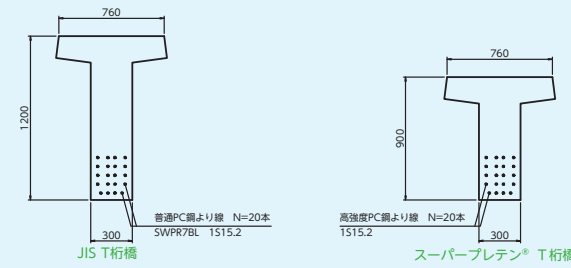 760
1200
普通PC鋼より線 N=20本
SWPR7BL 1S15.2
300
JIS T桁橋
760
900
高強度PC鋼より線 N=20本
1S15.2
300
スーパープレテン® T桁橋